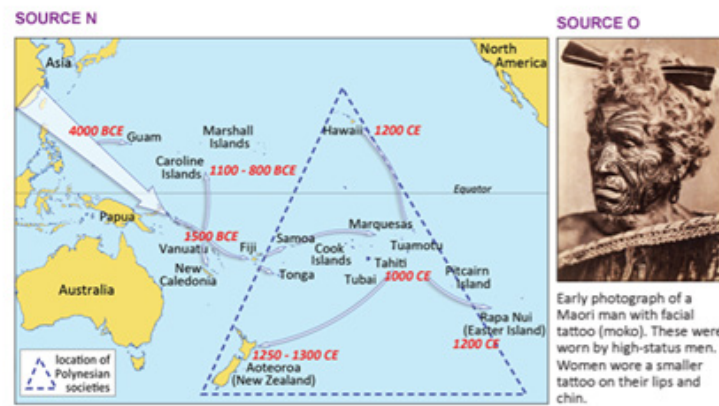 SOURCE N
SOURCE O
Asia
North
America
4000 BCE
Guam
Marshall
Islands
Hawaii
1200 CE
Caroline
Islands
1100 - 800 BCE
Equator
Papua
1500 BCE
Vanuatu
Fiji
Samoa
Marquesas
Cook
Islands
Tuamotu
Tahiti
New
Caledonia
Tonga
Tubai
1000 CE
Pitcairn
Island
Australia
Rapa Nui
(Easter Island)
1200 CE
1250 - 1300 CE
Aoteoroa
(New Zealand)
location of
Polynesian
societies
Early photograph of a
Maori man with facial
tattoo (moko). These were
worn by high-status men.
Women wore a smaller
tattoo on their lips and
chin.